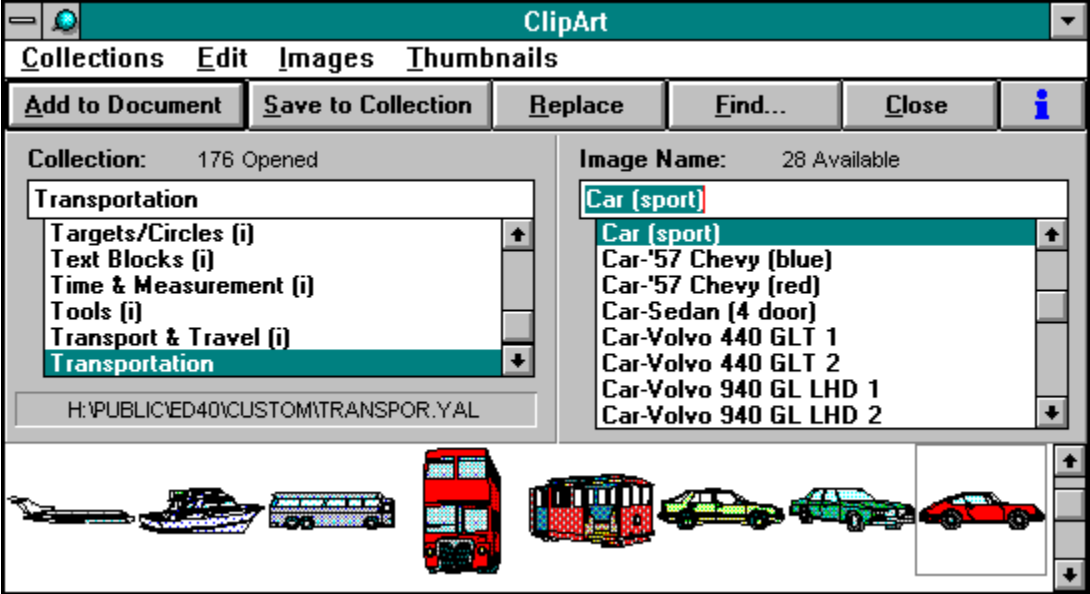 ClipArt
Collections Edit Images Thumbnails
Add to Document Save to Collection Replace Find... Close i
Collection: 176 Opened
Transportation
Targets/Circles (i)
Text Blocks (i)
Time & Measurement (i)
Tools (i)
Transport & Travel (i)
Transportation
H:\PUBLIC\ED40\CUSTOM\TRANSPOR.YAL
Image Name: 28 Available
Car (sport)
Car (sport)
Car-'57 Chevy (blue)
Car-'57 Chevy (red)
Car-Sedan (4 door)
Car-Volvo 440 GLT 1
Car-Volvo 440 GLT 2
Car-Volvo 940 GL LHD 1
Car-Volvo 940 GL LHD 2